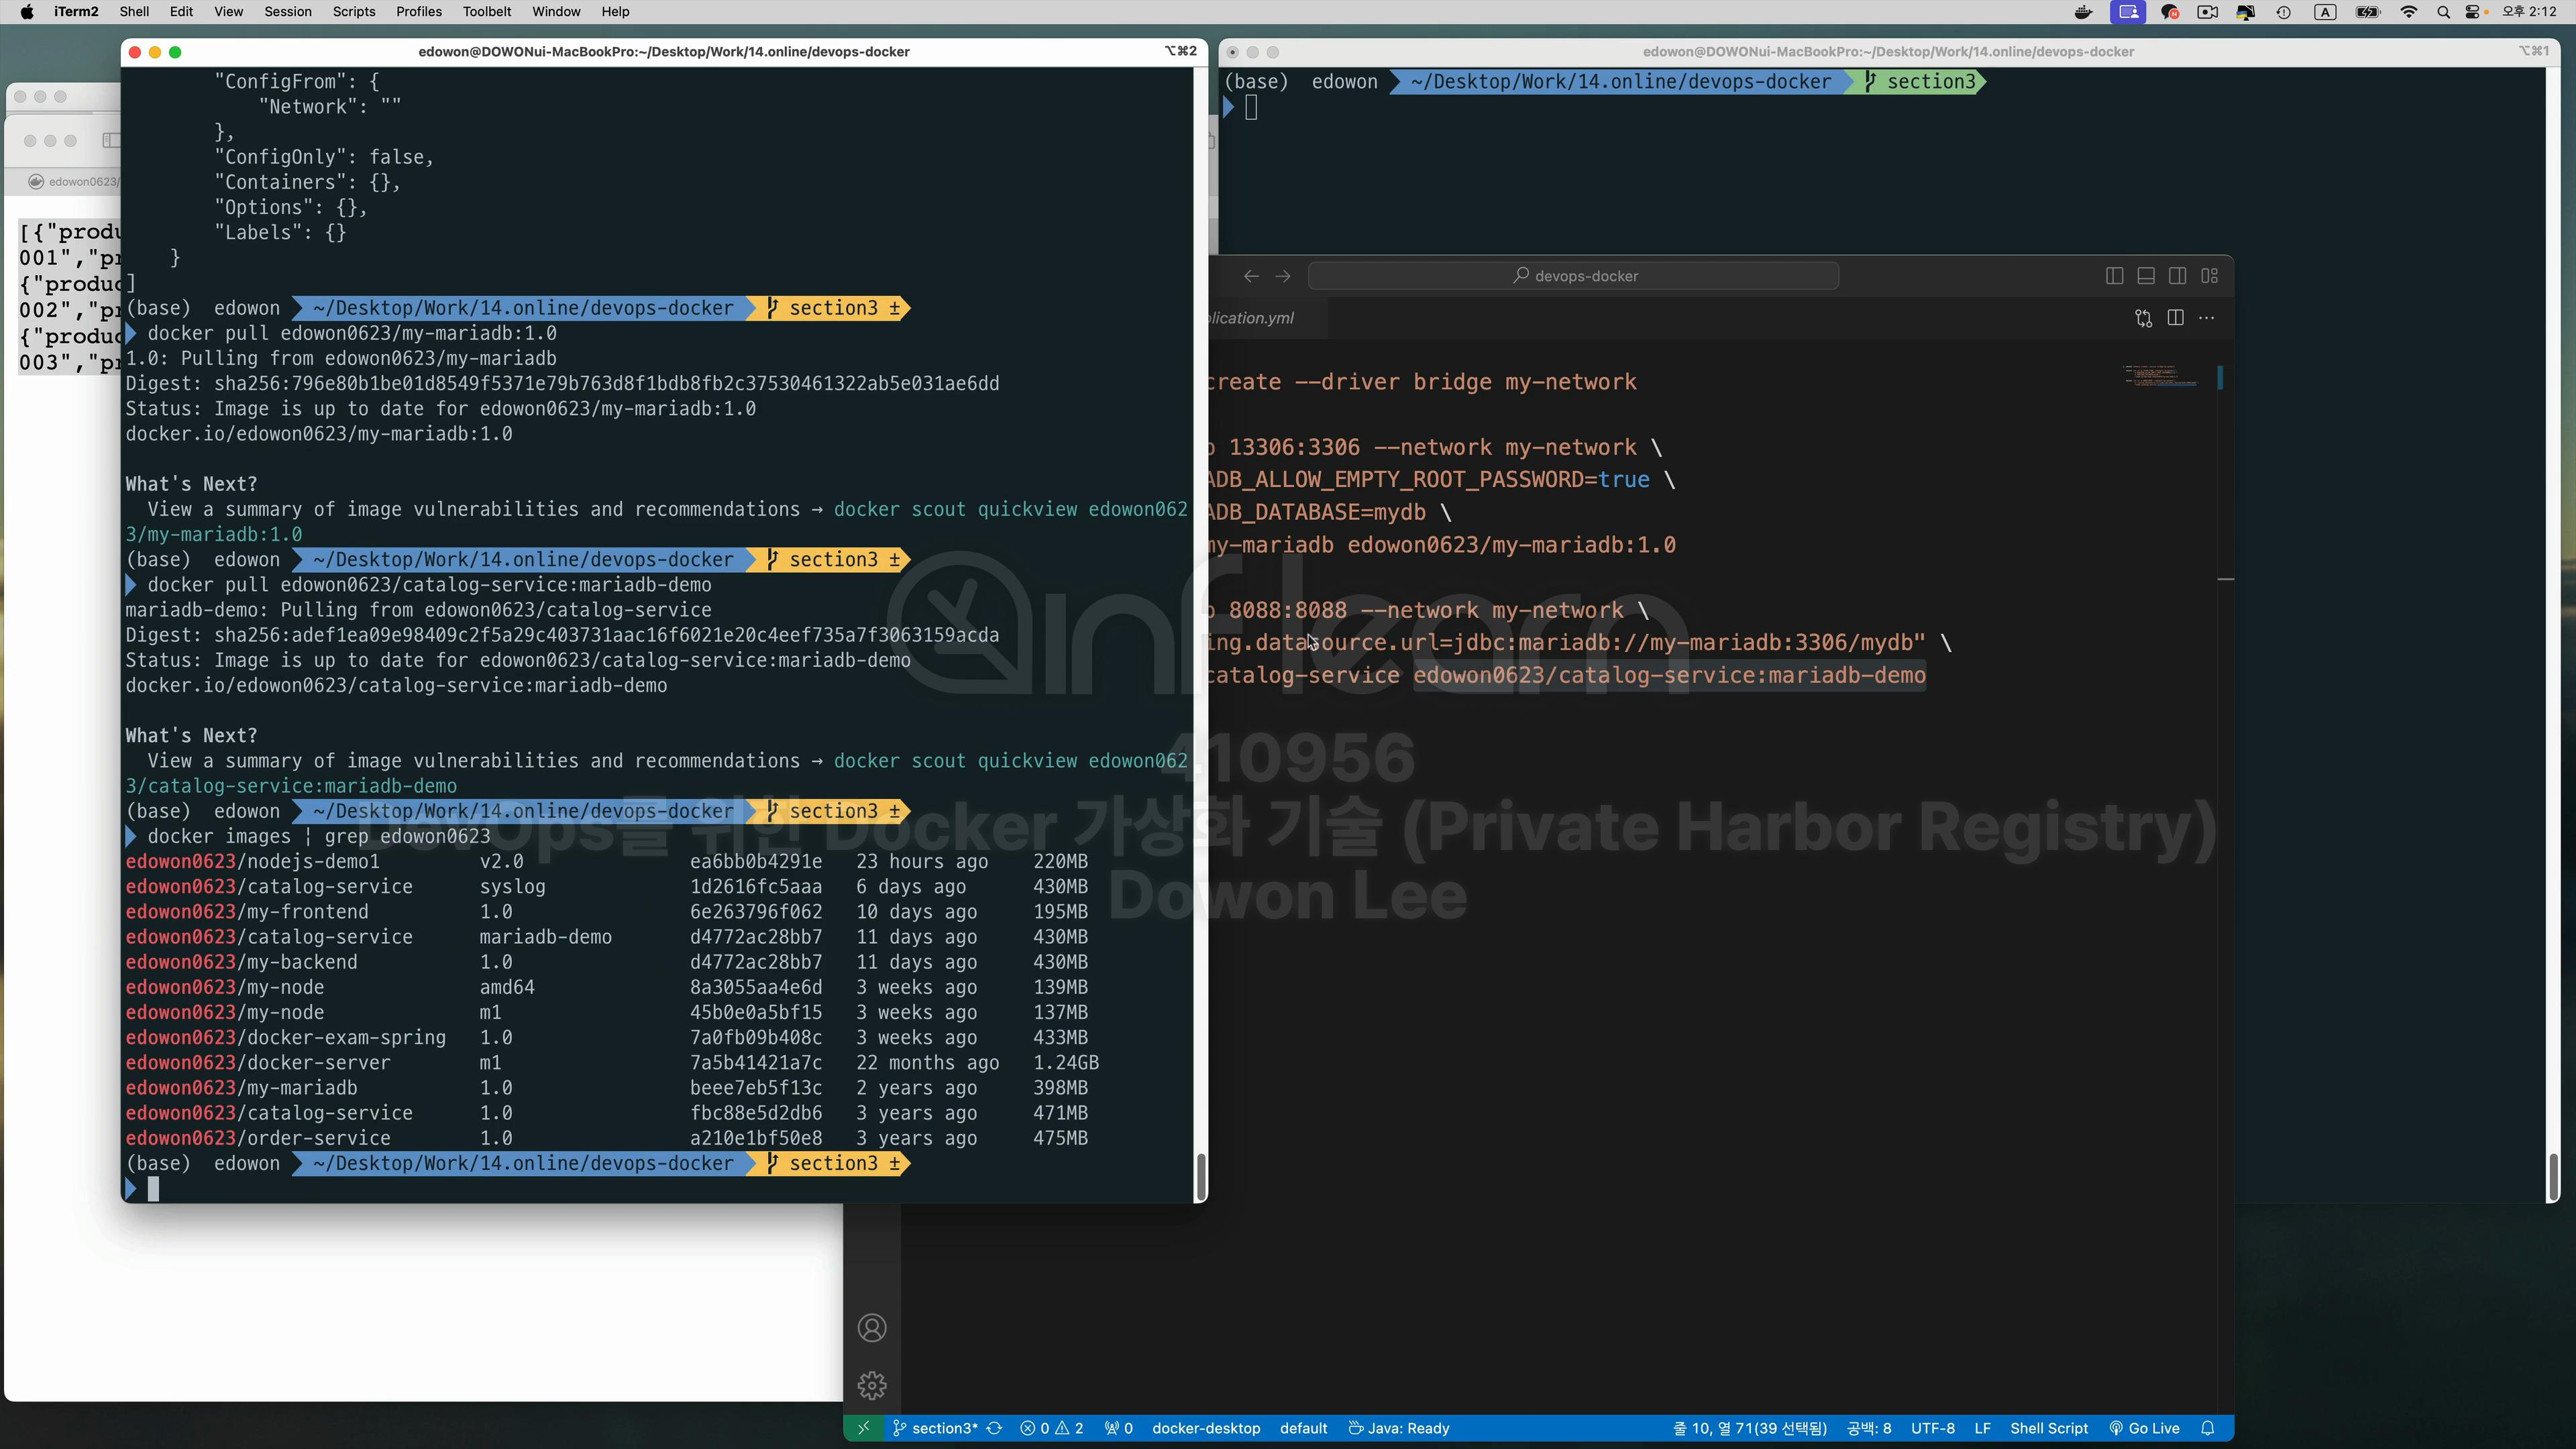 iTerm2 Shell Edit View Session Scripts Profiles Toolbelt Window Help
A 오후 2:12
edowon@DOWONui-MacBookPro:~/Desktop/Work/14.online/devops-docker ⌥⌘2
edowon@DOWONui-MacBookPro:~/Desktop/Work/14.online/devops-docker ⌥⌘1
edowon0623/
[{"produ
001","pr
{"produc
002","pr
{"produc
003","pr
"ConfigFrom": {
"Network": ""
},
"ConfigOnly": false,
"Containers": {},
"Options": {},
"Labels": {}
}
]
(base) edowon ~/Desktop/Work/14.online/devops-docker section3 ±
docker pull edowon0623/my-mariadb:1.0
1.0: Pulling from edowon0623/my-mariadb
Digest: sha256:796e80b1be01d8549f5371e79b763d8f1bdb8fb2c37530461322ab5e031ae6dd
Status: Image is up to date for edowon0623/my-mariadb:1.0
docker.io/edowon0623/my-mariadb:1.0
What's Next?
View a summary of image vulnerabilities and recommendations → docker scout quickview edowon062
3/my-mariadb:1.0
(base) edowon ~/Desktop/Work/14.online/devops-docker section3 ±
docker pull edowon0623/catalog-service:mariadb-demo
mariadb-demo: Pulling from edowon0623/catalog-service
Digest: sha256:adef1ea09e98409c2f5a29c403731aac16f6021e20c4eef735a7f3063159acda
Status: Image is up to date for edowon0623/catalog-service:mariadb-demo
docker.io/edowon0623/catalog-service:mariadb-demo
What's Next?
View a summary of image vulnerabilities and recommendations → docker scout quickview edowon062
3/catalog-service:mariadb-demo
(base) edowon ~/Desktop/Work/14.online/devops-docker section3 ±
docker images | grep edowon0623
edowon0623/nodejs-demo1 v2.0 ea6bb0b4291e 23 hours ago 220MB
edowon0623/catalog-service syslog 1d2616fc5aaa 6 days ago 430MB
edowon0623/my-frontend 1.0 6e263796f062 10 days ago 195MB
edowon0623/catalog-service mariadb-demo d4772ac28bb7 11 days ago 430MB
edowon0623/my-backend 1.0 d4772ac28bb7 11 days ago 430MB
edowon0623/my-node amd64 8a3055aa4e6d 3 weeks ago 139MB
edowon0623/my-node m1 45b0e0a5bf15 3 weeks ago 137MB
edowon0623/docker-exam-spring 1.0 7a0fb09b408c 3 weeks ago 433MB
edowon0623/docker-server m1 7a5b41421a7c 22 months ago 1.24GB
edowon0623/my-mariadb 1.0 beee7eb5f13c 2 years ago 398MB
edowon0623/catalog-service 1.0 fbc88e5d2db6 3 years ago 471MB
edowon0623/order-service 1.0 a210e1bf50e8 3 years ago 475MB
(base) edowon ~/Desktop/Work/14.online/devops-docker section3 ±
(base) edowon ~/Desktop/Work/14.online/devops-docker section3
devops-docker
lication.yml
create --driver bridge my-network
13306:3306 --network my-network \
ADB_ALLOW_EMPTY_ROOT_PASSWORD=true \
ADB_DATABASE=mydb \
my-mariadb edowon0623/my-mariadb:1.0
8088:8088 --network my-network \
ing.datasource.url=jdbc:mariadb://my-mariadb:3306/mydb" \
catalog-service edowon0623/catalog-service:mariadb-demo
inflearn
410956
DevOps를 위한 Docker 가상화 기술 (Private Harbor Registry)
Dowon Lee
section3* 0 2 0 docker-desktop default Java: Ready
줄 10, 열 71(39 선택됨) 공백: 8 UTF-8 LF Shell Script Go Live